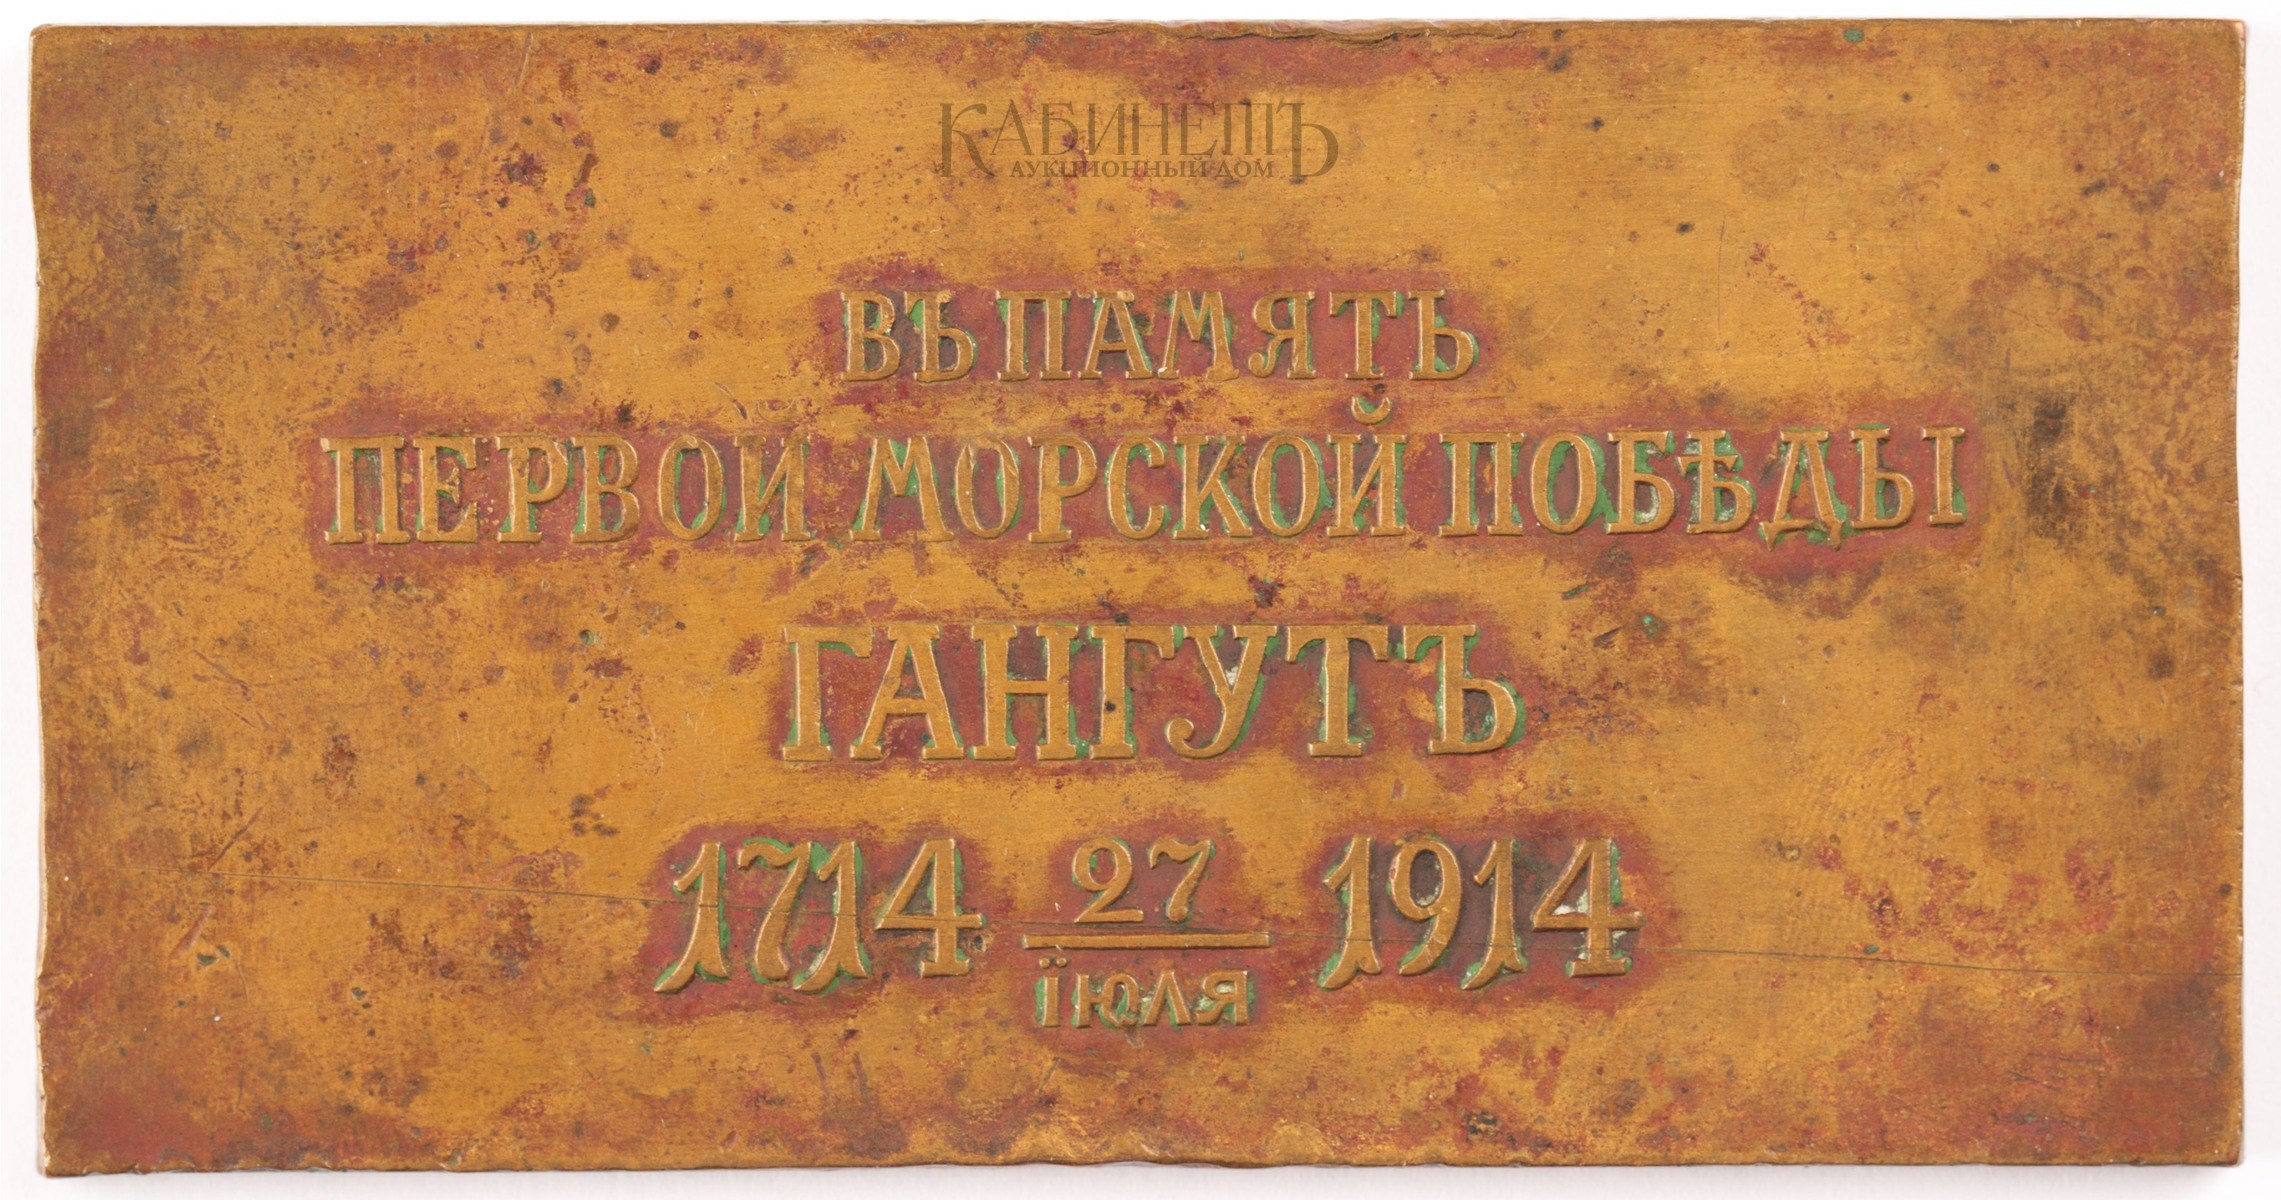 КАБИНЕТЪ
АУКЦИОННЫЙ ДОМ
ВЪ ПАМЯТЬ
ПЕРВОЙ МОРСКОЙ ПОБѢДЫ
ГАНГУТЪ
1714 27 1914
ІЮЛЯ